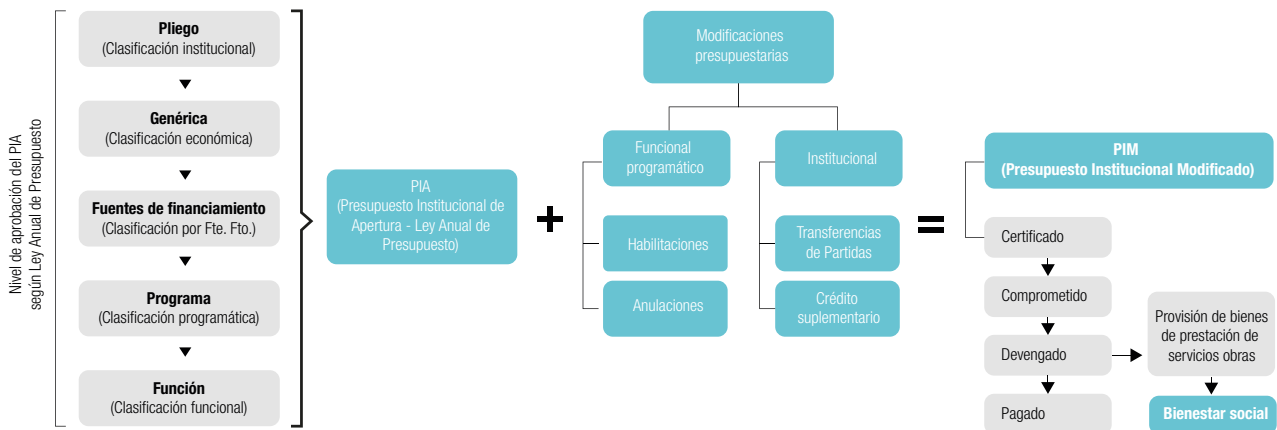 Nivel de aprobación del PIA
según Ley Anual de Presupuesto
Pliego
(Clasificación institucional)
Genérica
(Clasificación económica)
Fuentes de financiamiento
(Clasificación por Fte. Fto.)
Programa
(Clasificación programática)
Función
(Clasificación funcional)
PIA
(Presupuesto Institucional de
Apertura - Ley Anual de
Presupuesto)
+
Modificaciones
presupuestarias
Funcional
programático
Habilitaciones
Anulaciones
Institucional
Transferencias
de Partidas
Crédito
suplementario
=
PIM
(Presupuesto Institucional Modificado)
Certificado
Comprometido
Devengado
Pagado
Provisión de bienes
de prestación de
servicios obras
Bienestar social